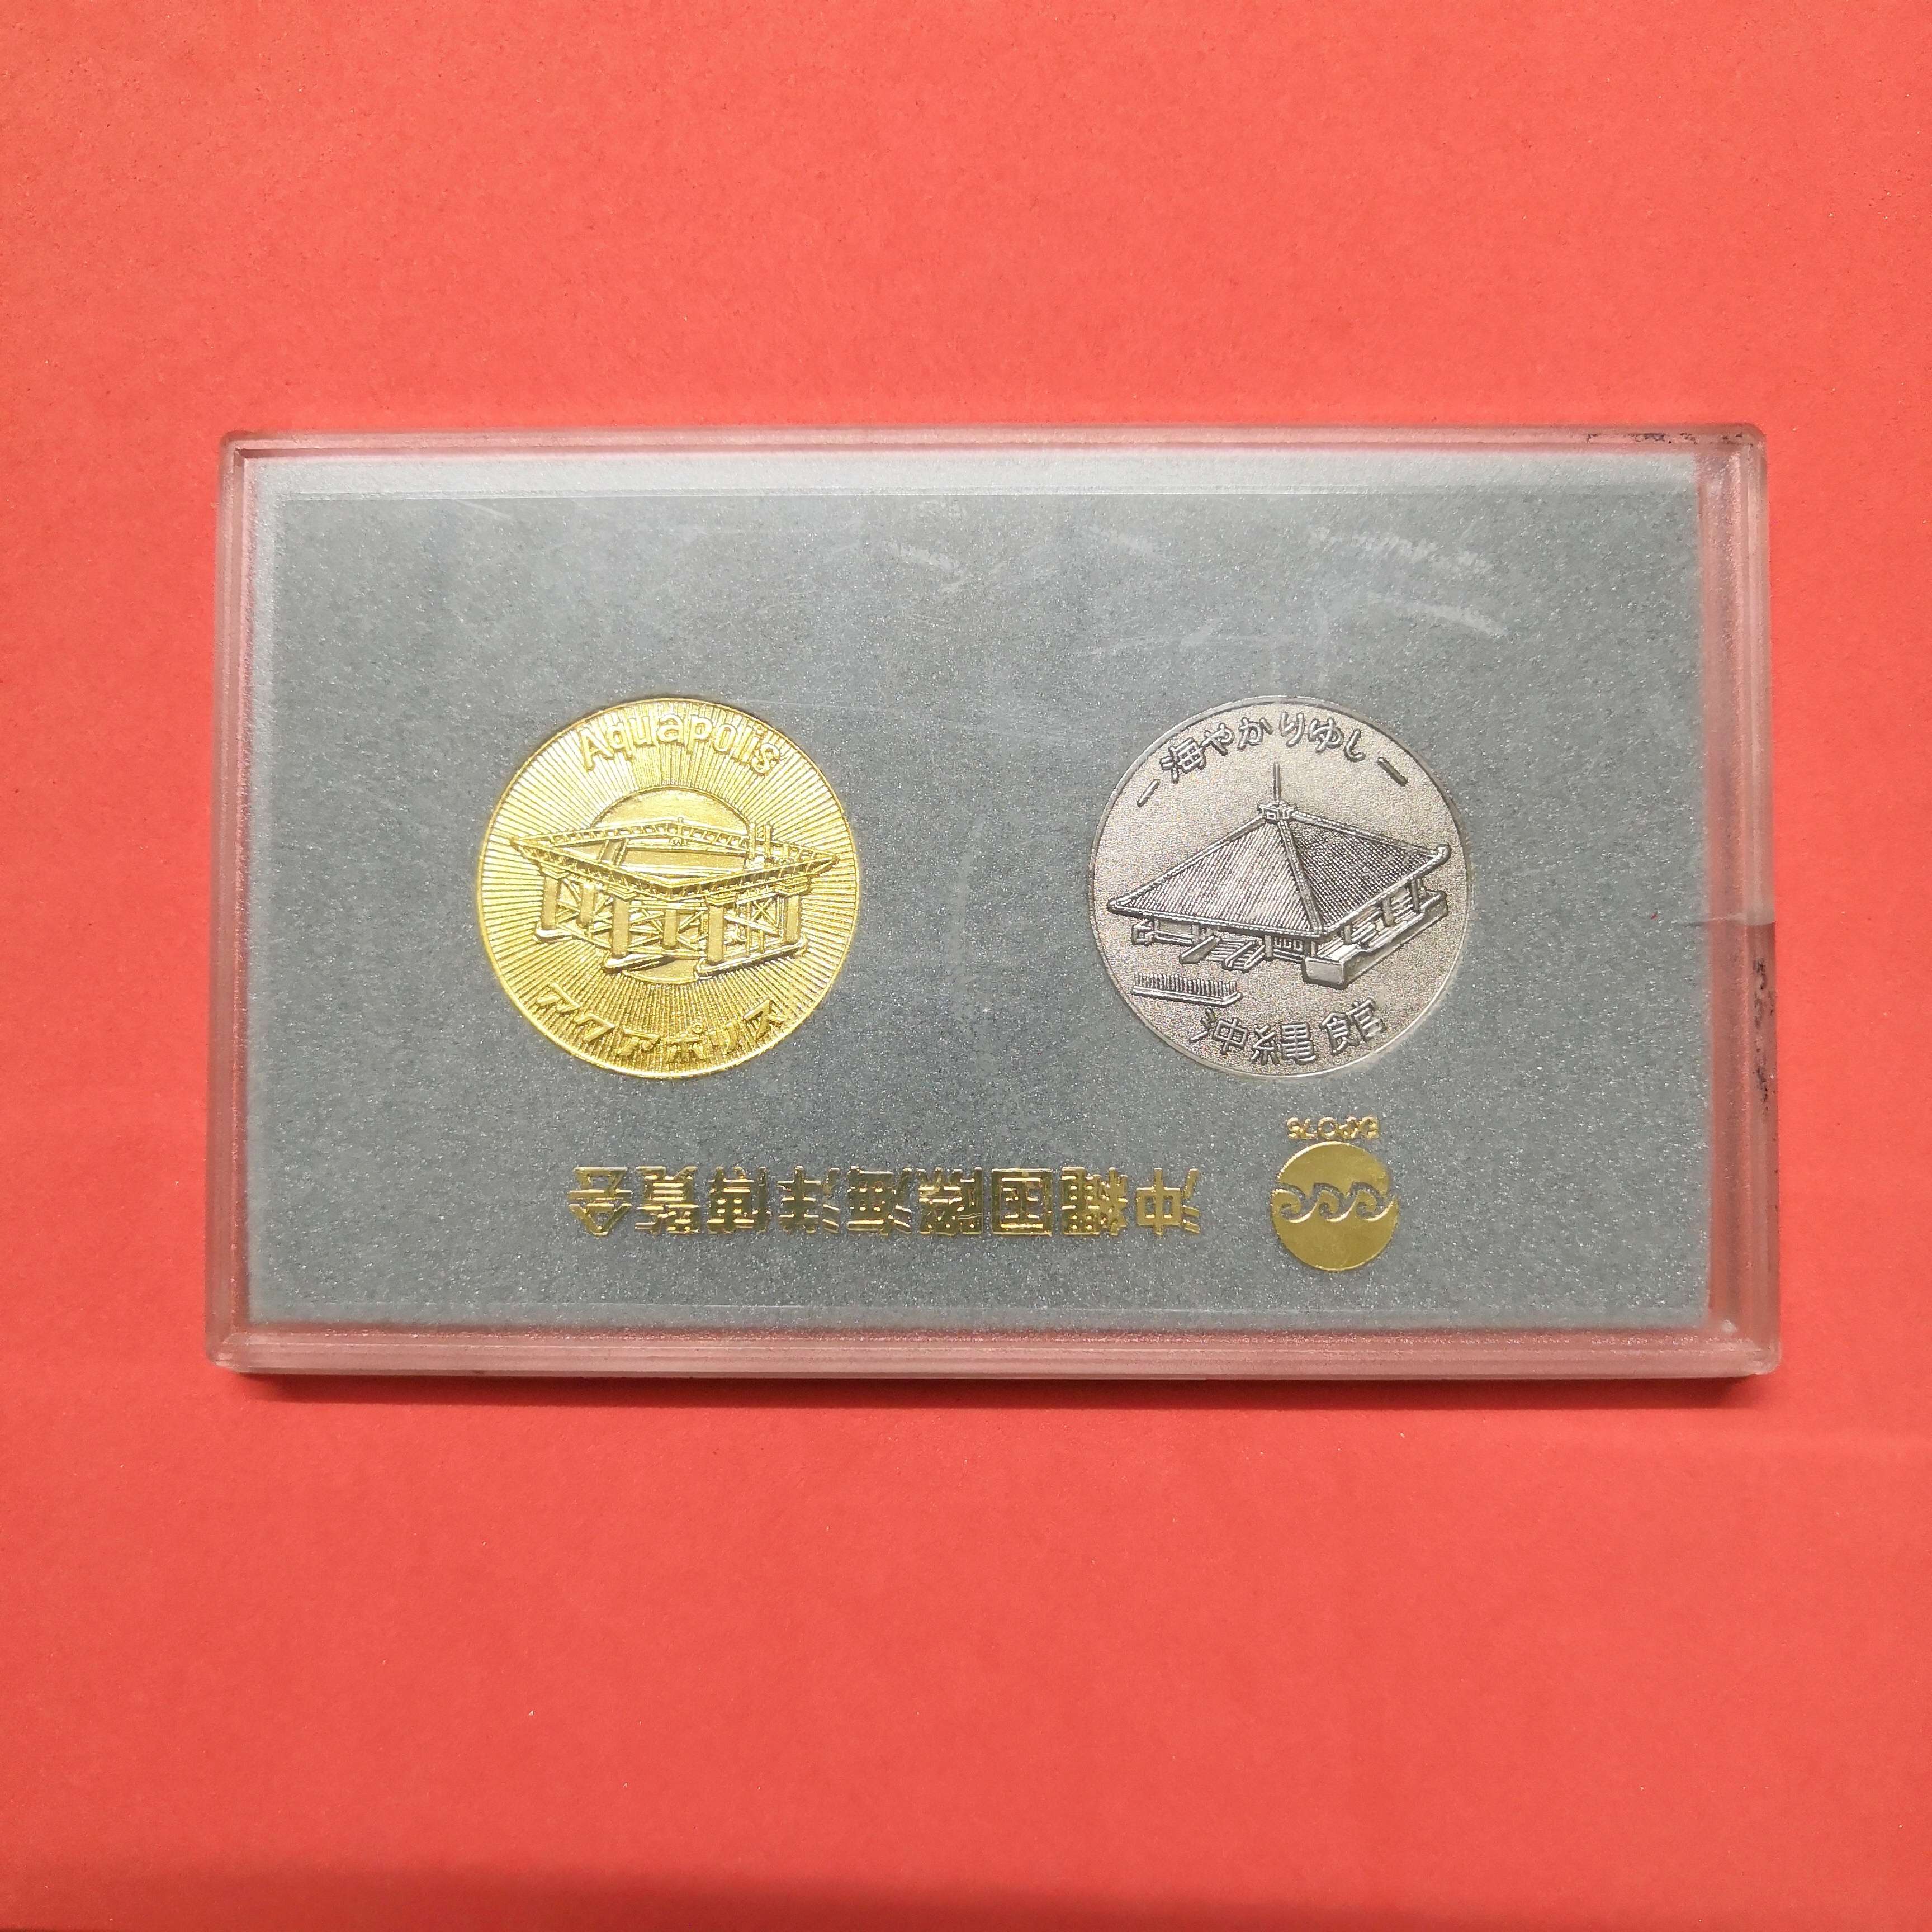 Aquapolis
アクアポリス
ー海やかりゆしー
沖縄館
EXPO'75
沖縄国際海洋博覧会